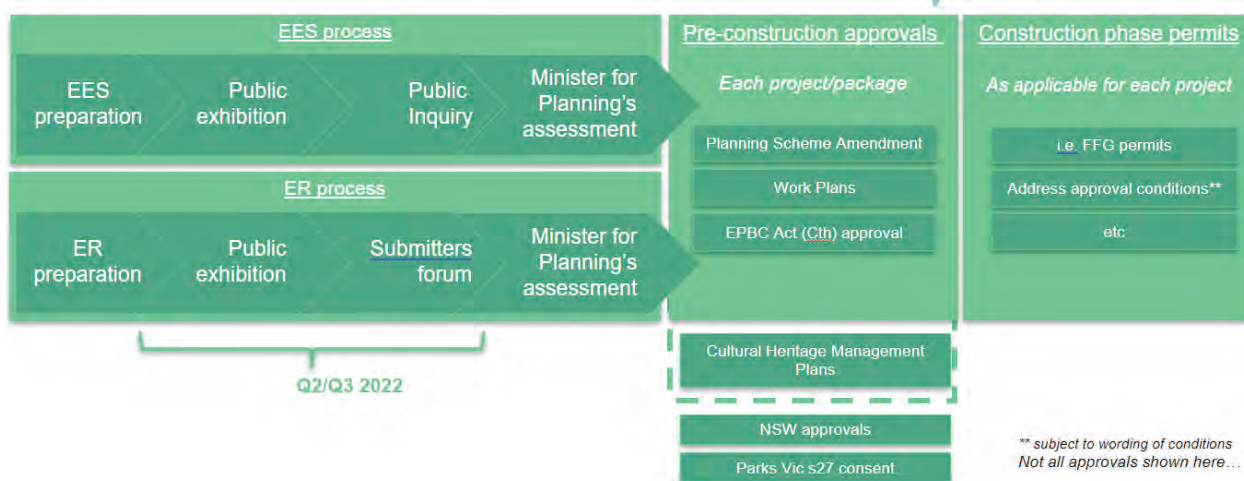 EES process
EES
preparation
Public
exhibition
Public
Inquiry
Minister for
Planning's
assessment
ER process
ER
preparation
Public
exhibition
Submitters
forum
Minister for
Planning's
assessment
Q2/Q3 2022
Pre-construction approvals
Each project/package
Planning Scheme Amendment
Work Plans
EPBC Act (Cth) approval
Cultural Heritage Management
Plans
NSW approvals
Parks Vic s27 consent
Construction phase permits
As applicable for each project
i.e. FFG permits
Address approval conditions**
etc
** subject to wording of conditions
Not all approvals shown here...